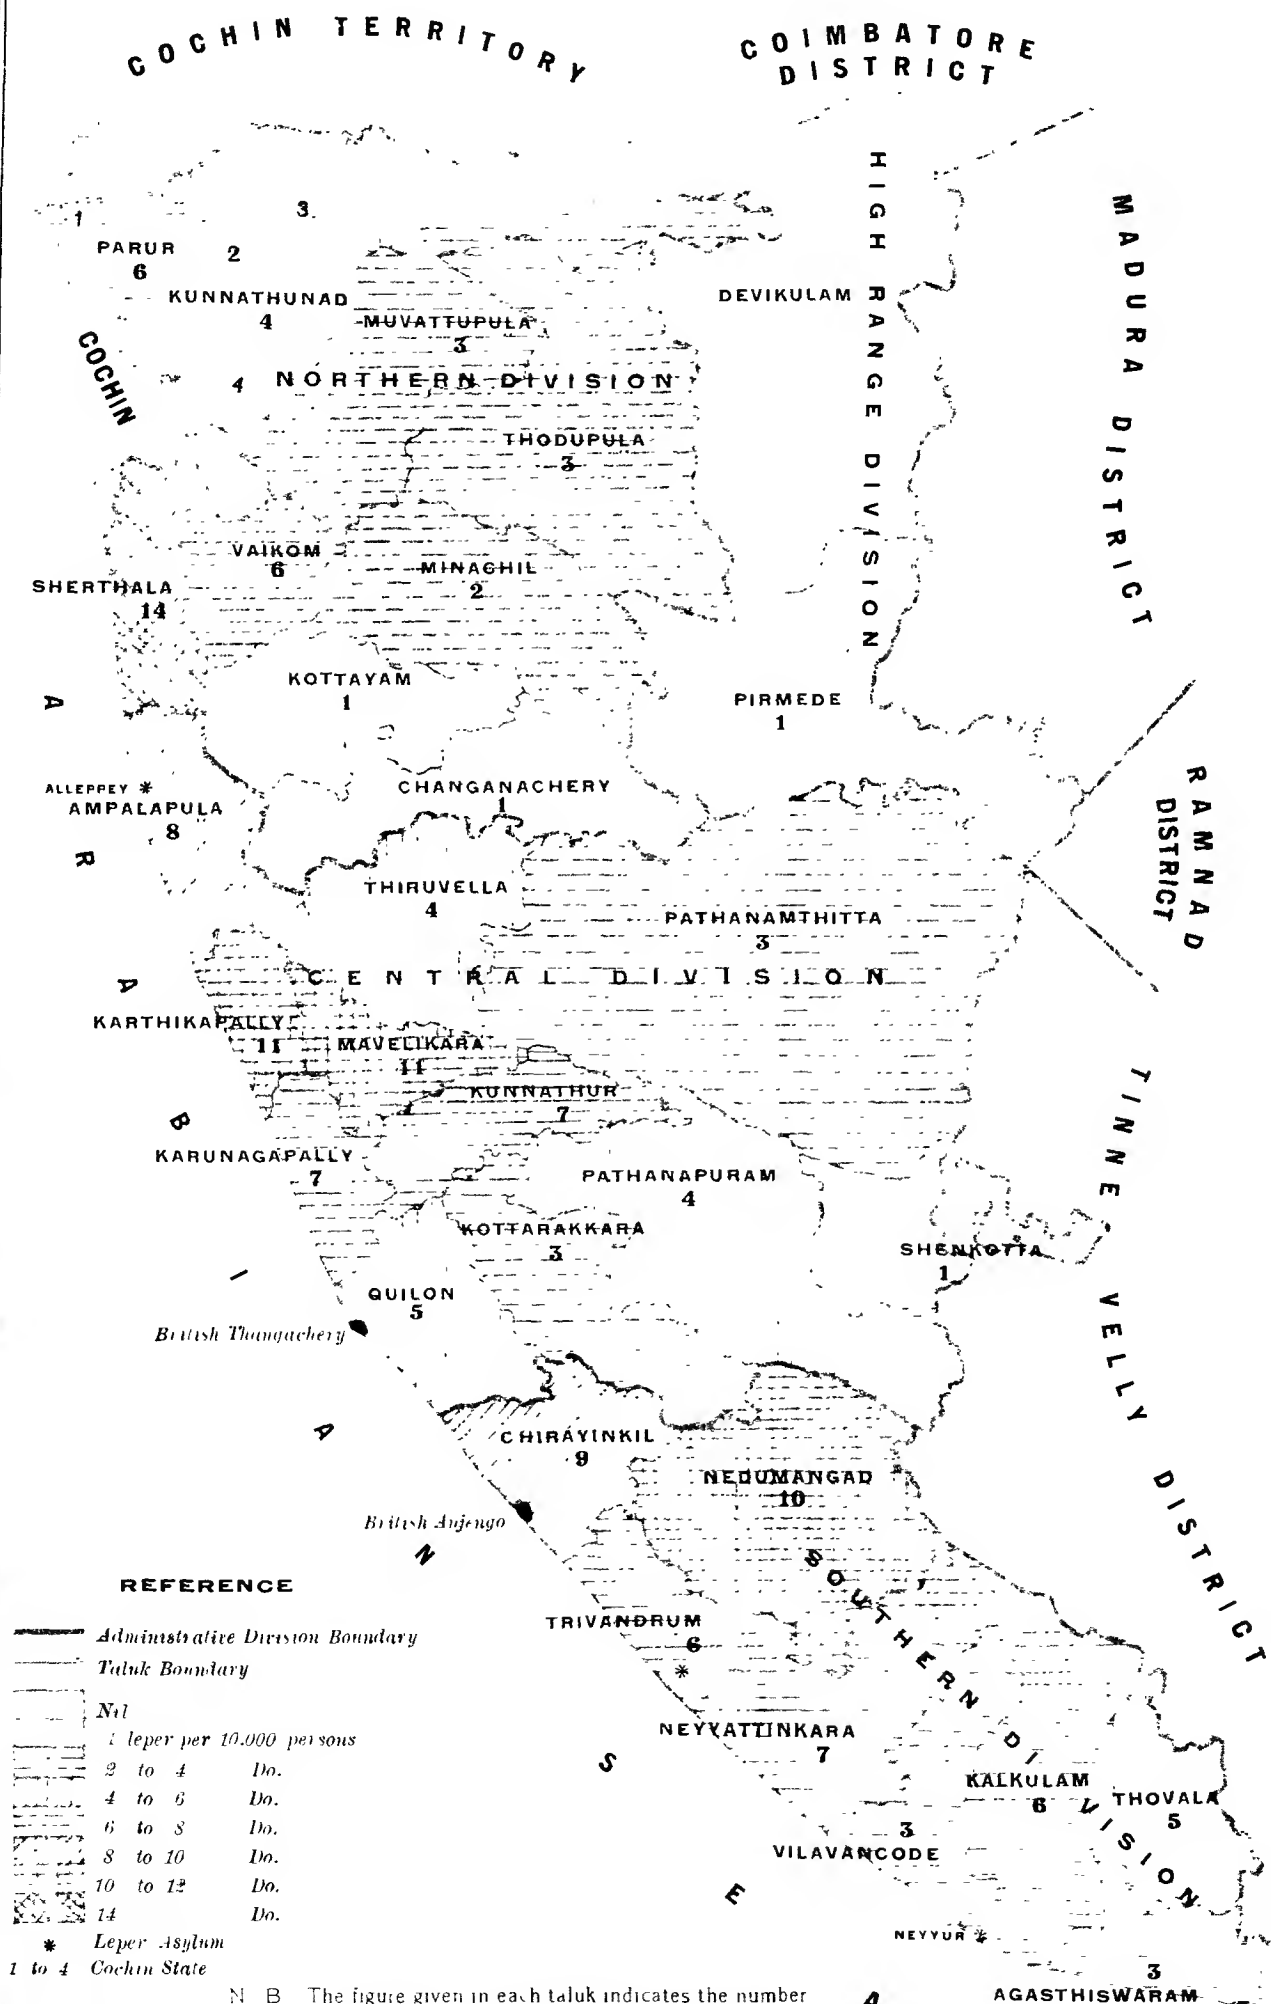 COCHIN TERRITORY
COIMBATORE
DISTRICT
HIGH RANGE DIVISION
MADURA DISTRICT
1
3
PARUR
6
2
KUNNATHUNAD
4
DEVIKULAM
MUVATTUPULA
3
COCHIN
4
NORTHERN DIVISION
THODUPULA
3
VAIKOM
6
MINACHIL
2
SHERTHALA
14
KOTTAYAM
1
PIRMEDE
1
ARABIAN SE
ALLEPPEY *
AMPALAPULA
8
CHANGANACHERY
1
RAMNAD
DISTRICT
THIRUVELLA
4
PATHANAMTHITTA
3
CENTRAL DIVISION
KARTHIKAPALLY
11
MAVELIKARA
11
KUNNATHUR
7
TINNEVELLY DISTRICT
KARUNAGAPALLY
7
PATHANAPURAM
4
KOTTARAKKARA
3
SHENKOTTA
1
QUILON
5
British Thangachery
CHIRAYINKIL
9
NEDUMANGAD
10
British Anjengo
SOUTHERN DIVISION
TRIVANDRUM
6
*
NEYYATTINKARA
7
KALKULAM
6
THOVALA
5
3
VILAVANCODE
NEYYUR *
3
AGASTHISWARAM
A
REFERENCE
Administrative Division Boundary
Taluk Boundary
Nil
1 leper per 10.000 persons
2 to 4 Do.
4 to 6 Do.
6 to 8 Do.
8 to 10 Do.
10 to 12 Do.
14 Do.
* Leper Asylum
1 to 4 Cochin State
N B The figure given in each taluk indicates the number